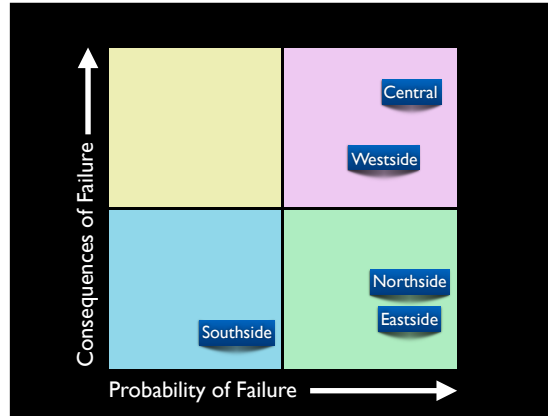 Central
Westside
Northside
Eastside
Southside
Consequences of Failure
Probability of Failure